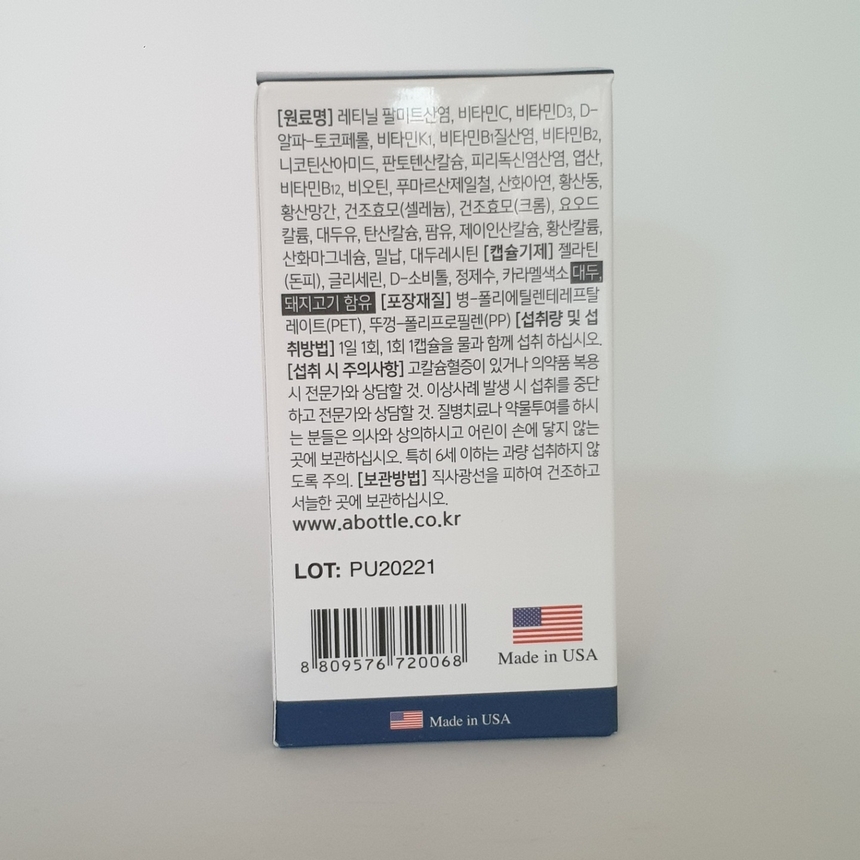 [원료명] 레티닐 팔미트산염, 비타민C, 비타민D3, D-
알파-토코페롤, 비타민K1, 비타민B1질산염, 비타민B2,
니코틴산아미드, 판토텐산칼슘, 피리독신염산염, 엽산,
비타민B12, 비오틴, 푸마르산제일철, 산화아연, 황산동,
황산망간, 건조효모(셀레늄), 건조효모(크롬), 요오드
칼륨, 대두유, 탄산칼슘, 팜유, 제이인산칼슘, 황산칼륨,
산화마그네슘, 밀납, 대두레시틴 [캡슐기제] 젤라틴
(돈피), 글리세린, D-소비톨, 정제수, 카라멜색소 대두,
돼지고기 함유 [포장재질] 병-폴리에틸렌테레프탈
레이트(PET), 뚜껑-폴리프로필렌(PP) [섭취량 및 섭
취방법] 1일 1회, 1회 1캡슐을 물과 함께 섭취 하십시오.
[섭취 시 주의사항] 고칼슘혈증이 있거나 의약품 복용
시 전문가와 상담할 것. 이상사례 발생 시 섭취를 중단
하고 전문가와 상담할 것. 질병치료나 약물투여를 하시
는 분들은 의사와 상의하시고 어린이 손에 닿지 않는
곳에 보관하십시오. 특히 6세 이하는 과량 섭취하지 않
도록 주의. [보관방법] 직사광선을 피하여 건조하고
서늘한 곳에 보관하십시오.
www.abottle.co.kr
LOT: PU20221
8 809576 720068
Made in USA
Made in USA